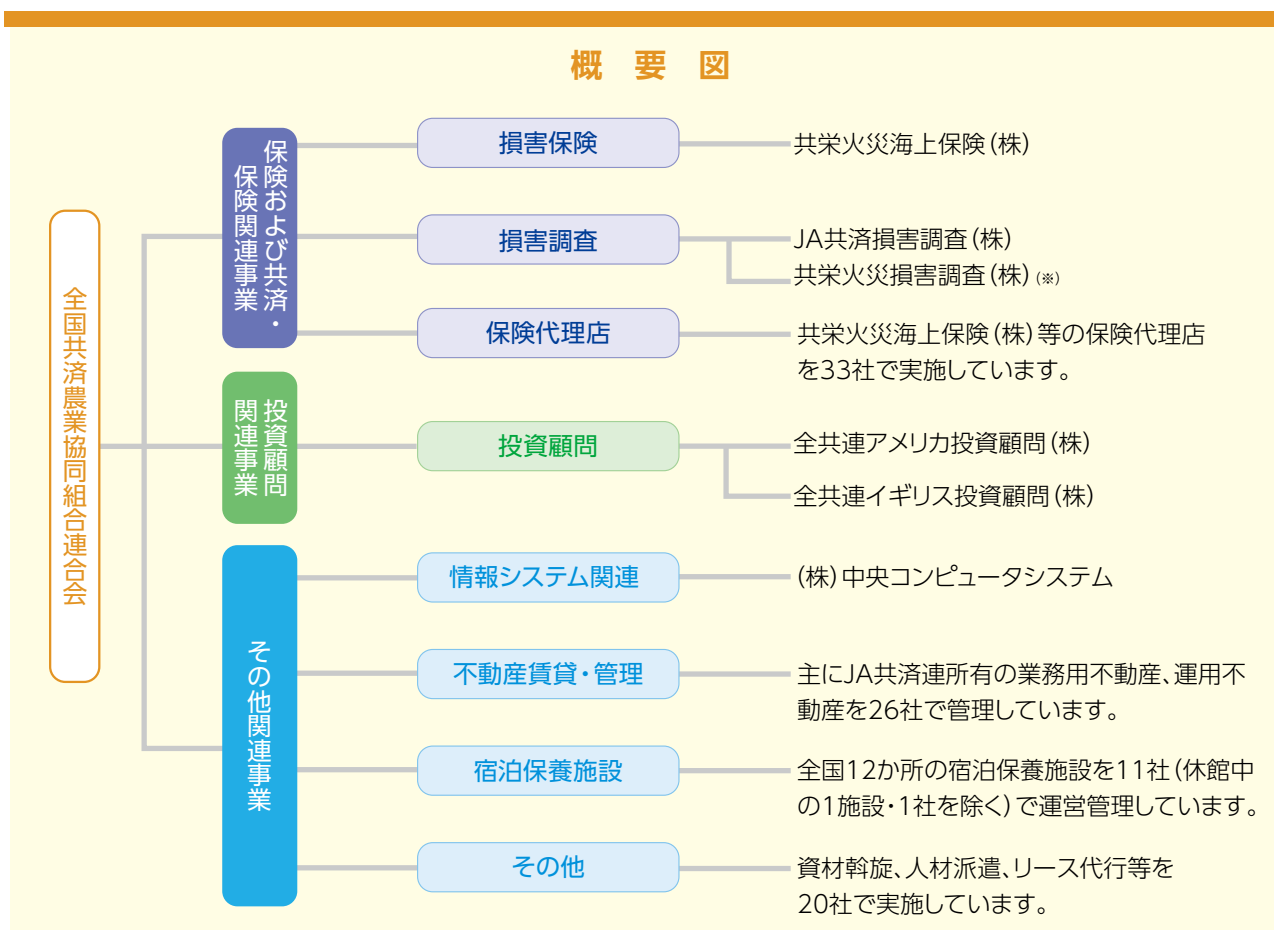 概要図
全国共済農業協同組合連合会
保険および共済・
保険関連事業
損害保険
共栄火災海上保険(株)
損害調査
JA共済損害調査(株)
共栄火災損害調査(株)(※)
保険代理店
共栄火災海上保険(株)等の保険代理店
を33社で実施しています。
投資顧問
関連事業
投資顧問
全共連アメリカ投資顧問(株)
全共連イギリス投資顧問(株)
その他関連事業
情報システム関連
(株)中央コンピュータシステム
不動産賃貸・管理
主にJA共済連所有の業務用不動産、運用不
動産を26社で管理しています。
宿泊保養施設
全国12か所の宿泊保養施設を11社(休館中
の1施設・1社を除く)で運営管理しています。
その他
資材斡旋、人材派遣、リース代行等を
20社で実施しています。